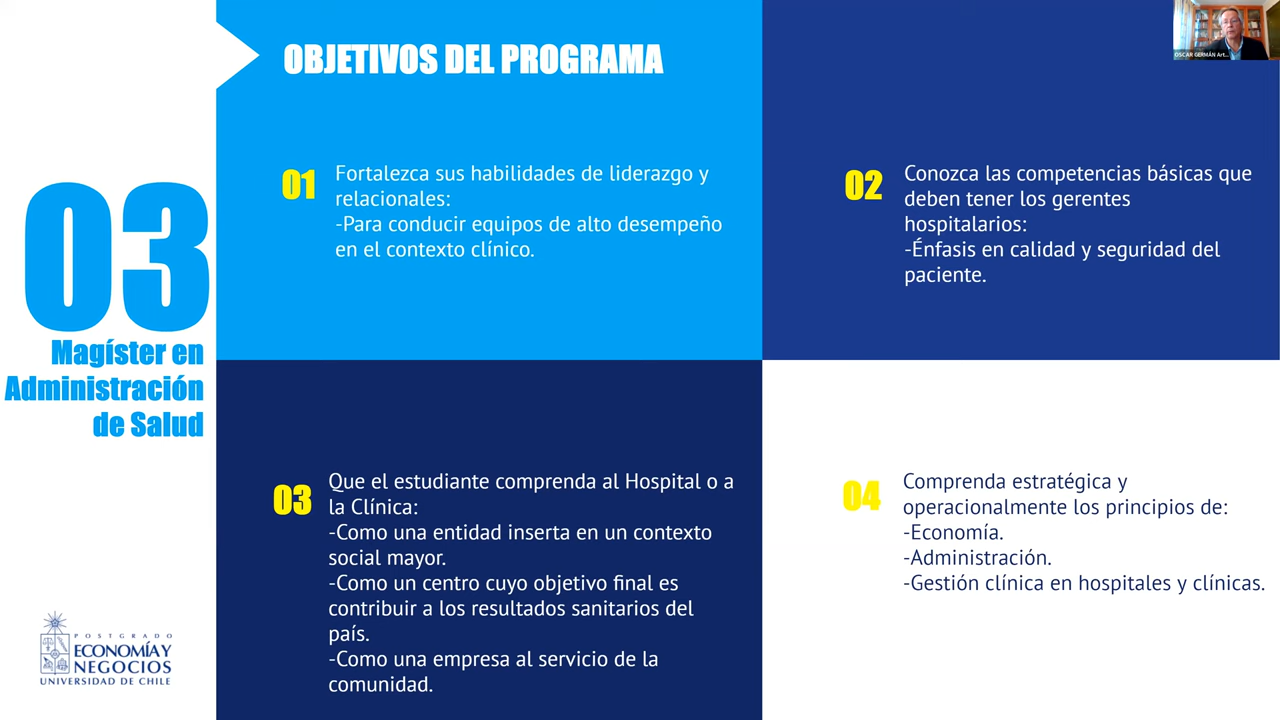 OBJETIVOS DEL PROGRAMA
OSCAR GERMÁN Art...
03
Magíster en
Administración
de Salud
01
Fortalezca sus habilidades de liderazgo y
relacionales:
-Para conducir equipos de alto desempeño
en el contexto clínico.
02
Conozca las competencias básicas que
deben tener los gerentes
hospitalarios:
-Énfasis en calidad y seguridad del
paciente.
03
Que el estudiante comprenda al Hospital o a
la Clínica:
-Como una entidad inserta en un contexto
social mayor.
-Como un centro cuyo objetivo final es
contribuir a los resultados sanitarios del
país.
-Como una empresa al servicio de la
comunidad.
04
Comprenda estratégica y
operacionalmente los principios de:
-Economía.
-Administración.
-Gestión clínica en hospitales y clínicas.
POSTGRADO
ECONOMÍA Y
NEGOCIOS
UNIVERSIDAD DE CHILE